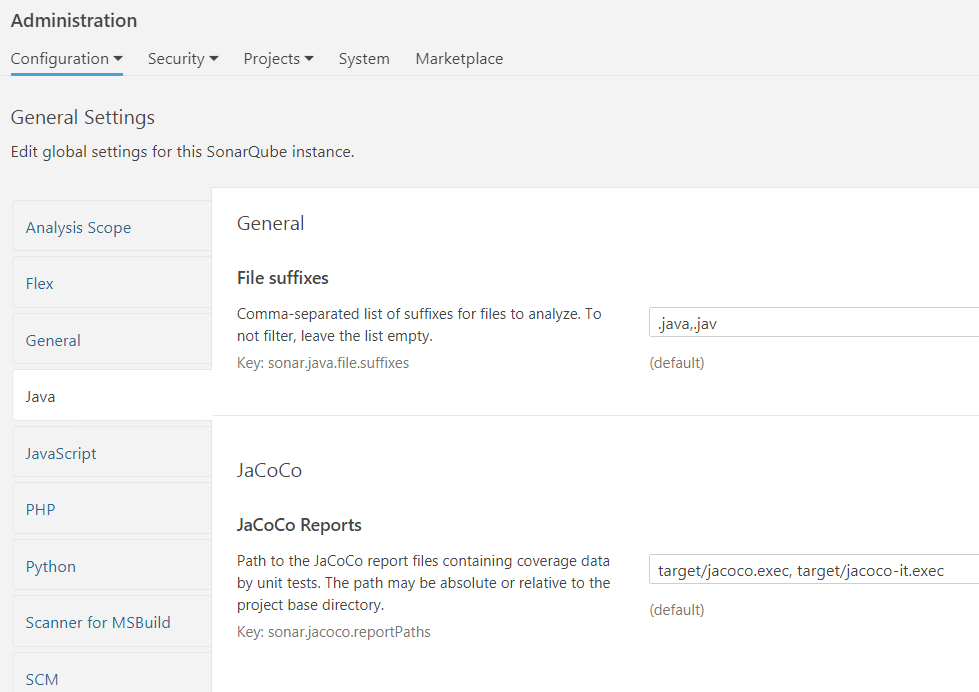 Administration
Configuration Security Projects System Marketplace
General Settings
Edit global settings for this SonarQube instance.
Analysis Scope
Flex
General
Java
JavaScript
PHP
Python
Scanner for MSBuild
SCM
General
File suffixes
Comma-separated list of suffixes for files to analyze. To
not filter, leave the list empty.
Key: sonar.java.file.suffixes
.java,.jav
(default)
JaCoCo
JaCoCo Reports
Path to the JaCoCo report files containing coverage data
by unit tests. The path may be absolute or relative to the
project base directory.
Key: sonar.jacoco.reportPaths
target/jacoco.exec, target/jacoco-it.exec
(default)